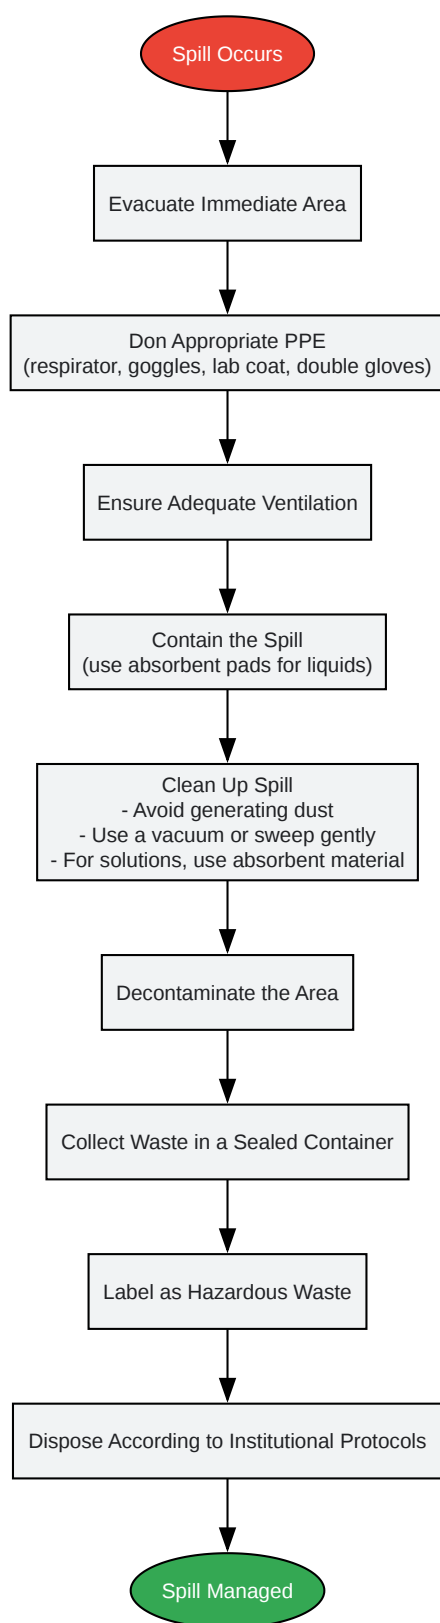 Spill Occurs
Evacuate Immediate Area
Don Appropriate PPE
(respirator, goggles, lab coat, double gloves)
Ensure Adequate Ventilation
Contain the Spill
(use absorbent pads for liquids)
Clean Up Spill
- Avoid generating dust
- Use a vacuum or sweep gently
- For solutions, use absorbent material
Decontaminate the Area
Collect Waste in a Sealed Container
Label as Hazardous Waste
Dispose According to Institutional Protocols
Spill Managed